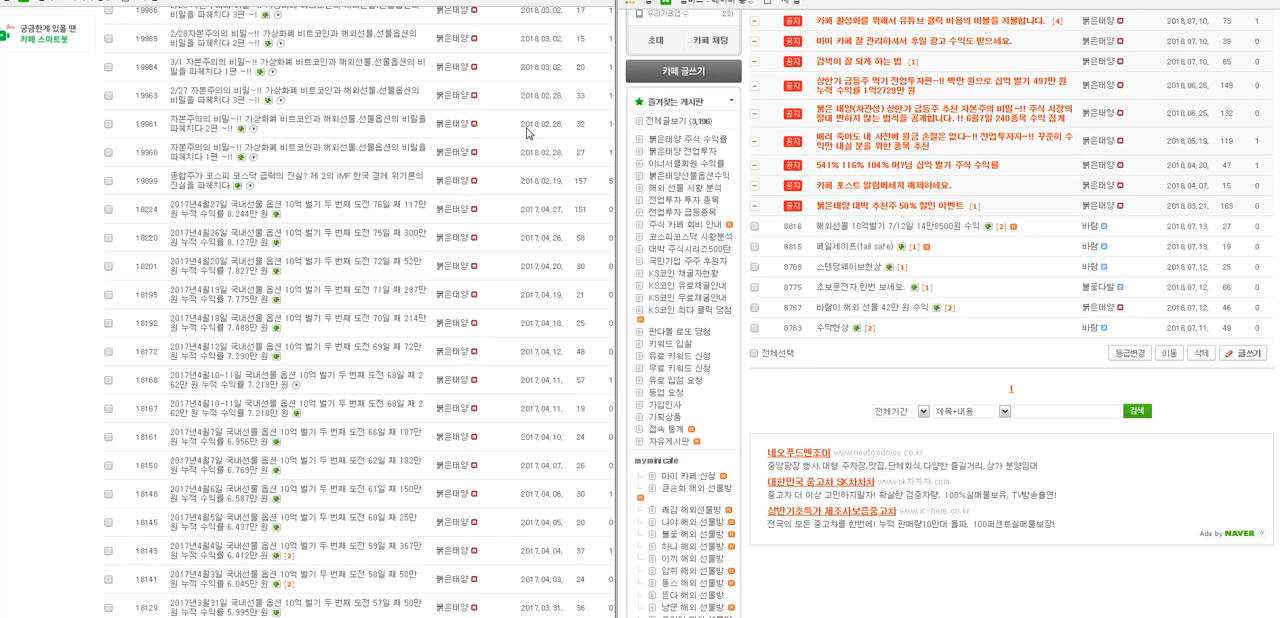 궁금한게 있을 땐
카페 스마트봇
19986
비밀을 파헤치다 3편 ~!!
붉은태양
2018, 03, 02,
17
1
19985
2/28자본주의의 비밀~!! 가상화폐 비트코인과 해외선물.선물옵션의 비밀을 파헤치다 2편 ~!!
붉은태양
2018, 03, 02,
15
1
19984
3/1 자본주의의 비밀~!! 가상화폐 비트코인과 해외선물.선물옵션의 비밀을 파헤치다 1편 ~!!
붉은태양
2018, 03, 02,
20
1
19963
2/27 자본주의의 비밀~!! 가상화폐 비트코인과 해외선물.선물옵션의 비밀을 파헤치다 3편 ~!!
붉은태양
2018, 02, 28,
33
1
19961
자본주의의 비밀~!! 가상화폐 비트코인과 해외선물.선물옵션의 비밀을 파헤치다 2편 ~!!
붉은태양
2018, 02, 28,
32
1
19960
자본주의의 비밀~!! 가상화폐 비트코인과 해외선물.선물옵션의 비밀을 파헤치다 1편 ~!!
붉은태양
2018, 02, 28,
27
1
19899
종합주가 코스피 코스닥 급락의 진실? 제 2의 IMF 한국 경제 위기론의 진실을 파헤치다
붉은태양
2018, 02, 19,
157
5
18224
2017년4월27일 국내선물 옵션 10억 벌기 두 번째 도전 76일 째 117만원 누적 수익률 8.244만 원
붉은태양
2017, 04, 27,
151
0
18220
2017년4월26일 국내선물 옵션 10억 벌기 두 번째 도전 75일 째 300만원 누적 수익률 8.127만 원
붉은태양
2017, 04, 26,
58
0
18201
2017년4월20일 국내선물 옵션 10억 벌기 두 번째 도전 72일 째 52만원 누적 수익률 7.827만 원
붉은태양
2017, 04, 20,
30
0
18195
2017년4월19일 국내선물 옵션 10억 벌기 두 번째 도전 71일 째 287만원 누적 수익률 7.775만 원
붉은태양
2017, 04, 19,
21
0
18192
2017년4월18일 국내선물 옵션 10억 벌기 두 번째 도전 70일 째 214만원 누적 수익률 7.488만 원
붉은태양
2017, 04, 18,
25
0
18172
2017년4월12일 국내선물 옵션 10억 벌기 두 번째 도전 69일 째 72만원 누적 수익률 7.290만 원
붉은태양
2017, 04, 12,
48
0
18168
2017년4월10-11일 국내선물 옵션 10억 벌기 두 번째 도전 68일 째 262만 원 누적 수익률 7.218만 원
붉은태양
2017, 04, 11,
57
1
18167
2017년4월10-11일 국내선물 옵션 10억 벌기 두 번째 도전 68일 째 262만 원 누적 수익률 7.218만 원
붉은태양
2017, 04, 11,
19
0
18161
2017년4월7일 국내선물 옵션 10억 벌기 두 번째 도전 66일 째 187만원 누적 수익률 6.956만 원
붉은태양
2017, 04, 10,
24
0
18150
2017년4월7일 국내선물 옵션 10억 벌기 두 번째 도전 62일 째 182만원 누적 수익률 6.769만 원
붉은태양
2017, 04, 07,
26
0
18148
2017년4월6일 국내선물 옵션 10억 벌기 두 번째 도전 61일 째 150만원 누적 수익률 6.587만 원
붉은태양
2017, 04, 06,
30
1
18145
2017년4월5일 국내선물 옵션 10억 벌기 두 번째 도전 60일 째 25만원 누적 수익률 6.437만 원
붉은태양
2017, 04, 05,
20
0
18143
2017년4월4일 국내선물 옵션 10억 벌기 두 번째 도전 59일 째 367만원 누적 수익률 6.412만 원 [2]
붉은태양
2017, 04, 04,
37
1
18141
2017년4월3일 국내선물 옵션 10억 벌기 두 번째 도전 58일 째 50만원 누적 수익률 6.045만 원 [2]
붉은태양
2017, 04, 03,
24
0
18129
2017년3월31일 국내선물 옵션 10억 벌기 두 번째 도전 57일 째 50만원 누적 수익률 5.995만 원
붉은태양
2017, 03, 31,
36
0
우리카페앱 수
2회
초대
카페 채팅
카페 글쓰기
즐겨찾는 게시판
전체글보기 (3,196)
붉은태양 주식 수익률
붉은태양 전업투자
이너서클회원 수익률
붉은태양선물옵션수익
해외 선물 시황 분석
전업투자 투자 종목
전업투자 급등종목
주식 카페 회비 안내
코스피코스닥 시황분석
대박 주식시리즈500탄
국민기업 주주 후원자
KS코인 채굴자현황
KS코인 유료채굴안내
KS코인 무료채굴안내
KS코인 최다 클릭 당첨
판다볼 로또 당첨
키워드 입찰
유료 키워드 신청
무료 키워드 신청
유료 입점 요청
등업 요청
가입인사
기획상품
접속 통계
자유게시판
my mini cafe
마이 카페 신청
큰손화 해외 선물방
쾌감 해외선물방
나야 해외 선물방
불꽃 해외 선물방
하니 해외 선물방
이끼 해외 선물방
얌쥐 해외 선물방
똥스 해외 선물방
뜬다 해외 선물방
낭군 해외 선물방
공지
카페 활성화를 위해서 유튜브 클릭 비용의 따블을 지불합니다. [4]
붉은태양
2018, 07, 10,
73
1
공지
마이 카페 잘 관리하셔서 후일 광고 수익도 받으세요.
붉은태양
2018, 07, 10,
39
0
공지
검색이 잘 되게 하는 법 [1]
붉은태양
2018, 07, 10,
65
0
공지
상한가 급등주 먹기 전업투자편~!! 백만 원으로 십억 벌기 497만 원 누적 수익률 1억2729만 원
붉은태양
2018, 06, 25,
149
0
공지
붉은 태양(차관성) 상한가 급등주 추천 자본주의 비밀~!! 주식 시장의 절대 변하지 않는 법칙을 공개합니다. !! 6월7일 240종목 수익 집계
붉은태양
2018, 06, 25,
132
0
공지
배려 죽어도 내 사전에 원금 손절은 없다~!! 전업투자자~!! 꾸준히 수익만 내실 분을 위한 종목 추천
붉은태양
2018, 05, 19,
119
1
공지
541% 116% 104% 머?넘 십억 벌기 주식 수익률
붉은태양
2018, 04, 20,
47
1
공지
카페 포스트 알람메세지 해제하세요.
붉은태양
2018, 04, 07,
15
0
공지
붉은태양 대박 추천주 50% 할인 이벤트 [1]
붉은태양
2018, 03, 21,
163
0
8816
해외선물 10억벌기 7/12일 14만8500원 수익 [2]
바람
2018, 07, 13,
27
0
8815
페일세이프(fail safe) [1]
바람
2018, 07, 13,
19
0
8788
스탠딩웨이브현상 [1]
바람
2018, 07, 12,
25
0
8775
초보운전자 한번 보세요. [1]
불꽃다발
2018, 07, 12,
66
0
8767
바람이 해외 선물 42만 원 수익 [2]
붉은태양
2018, 07, 12,
50
0
8763
수막현상 [2]
바람
2018, 07, 11,
49
0
전체선택
등급변경
이동
삭제
글쓰기
1
전체기간
제목+내용
검색
네오푸드맨조이 www.neofoodnjoy.co.kr
중앙광장 행사, 대형 주차장,맛집, 단체회식,다양한 즐길거리, 상가 분양임대
대한민국 중고차 SK차차차 www.sk차차차.com
중고차 더 이상 고민하지말자! 확실한 검증차량, 100%실매물보유, TV방송출연!
상반기초특가 제조사보증중고차 www.jc-here.co.kr
전국의 모든 중고차를 한번에! 누적 판매량10만대 돌파, 100퍼센트실매물보장!
Ads by NAVER